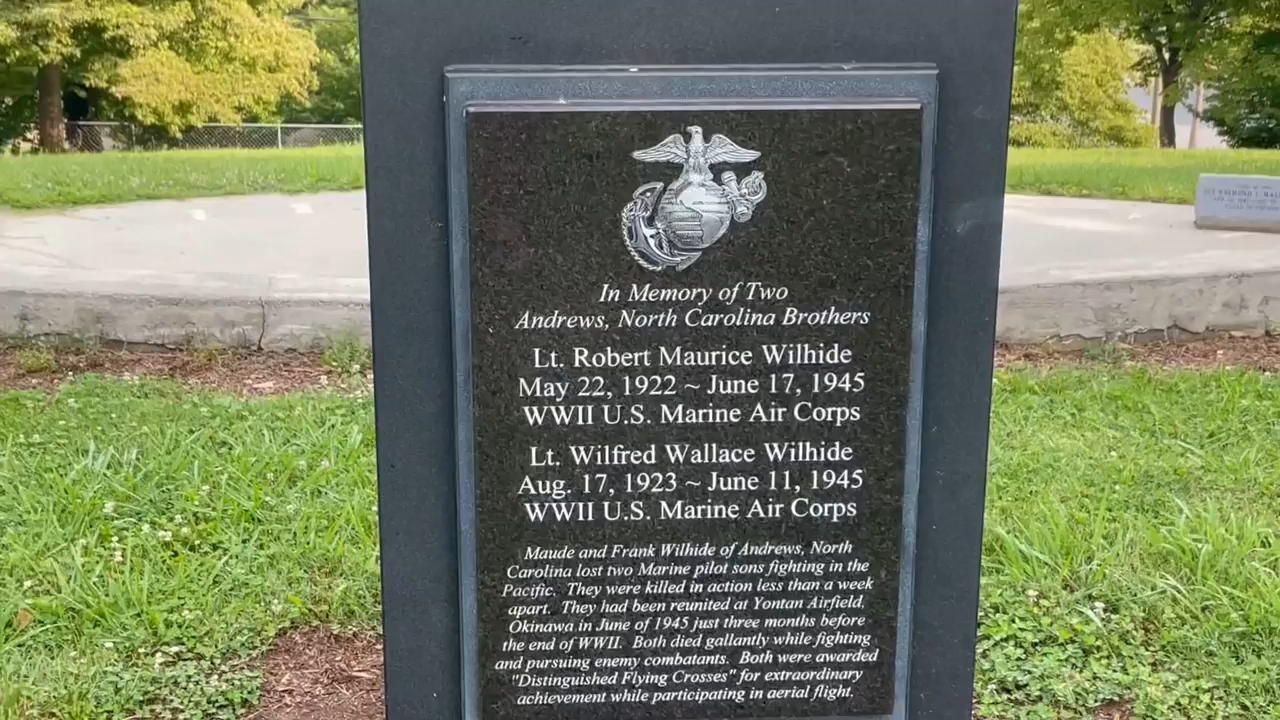 In Memory of Two
Andrews, North Carolina Brothers
Lt. Robert Maurice Wilhide
May 22, 1922 ~ June 17, 1945
WWII U.S. Marine Air Corps
Lt. Wilfred Wallace Wilhide
Aug. 17, 1923 ~ June 11, 1945
WWII U.S. Marine Air Corps
Maude and Frank Wilhide of Andrews, North
Carolina lost two Marine pilot sons fighting in the
Pacific. They were killed in action less than a week
apart. They had been reunited at Yontan Airfield,
Okinawa in June of 1945 just three months before
the end of WWII. Both died gallantly while fighting
and pursuing enemy combatants. Both were awarded
"Distinguished Flying Crosses" for extraordinary
achievement while participating in aerial flight.